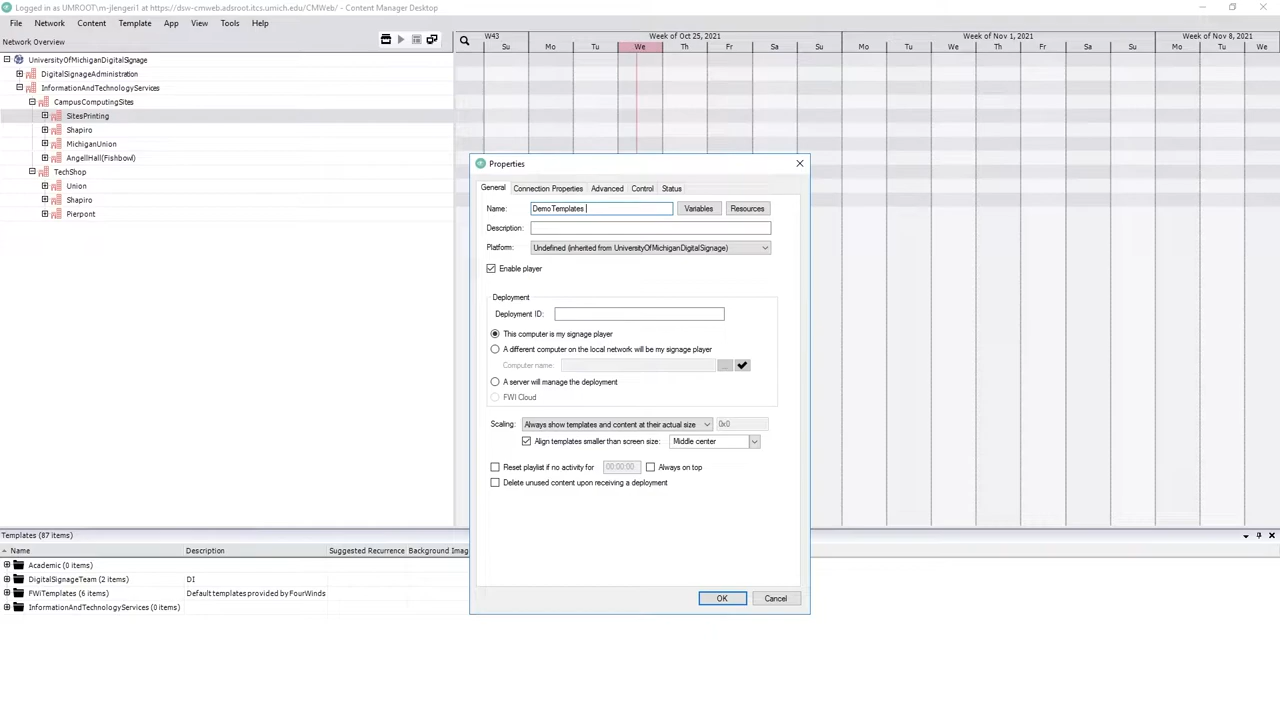 Logged in as UMROOT\m-jlengeri1 at https://dsw-cmweb.adsroot.itcs.umich.edu/CMWeb/ - Content Manager Desktop
File Network Content Template App View Tools Help
Network Overview
W43 Week of Oct 25, 2021 Week of Nov 1, 2021 Week of Nov 8, 2021
Su Mo Tu We Th Fr Sa Su Mo Tu We Th Fr Sa Su Mo Tu We
UniversityOfMichiganDigitalSignage
DigitalSignageAdministration
InformationAndTechnologyServices
CampusComputingSites
SitesPrinting
Shapiro
MichiganUnion
AngellHall(Fishbowl)
TechShop
Union
Shapiro
Pierpont
Properties
General Connection Properties Advanced Control Status
Name: DemoTemplates Variables Resources
Description:
Platform: Undefined (inherited from UniversityOfMichiganDigitalSignage)
Enable player
Deployment
Deployment ID:
This computer is my signage player
A different computer on the local network will be my signage player
Computer name: ...
A server will manage the deployment
FWI Cloud
Scaling: Always show templates and content at their actual size 0x0
Align templates smaller than screen size: Middle center
Reset playlist if no activity for 00:00:00 Always on top
Delete unused content upon receiving a deployment
OK Cancel
Templates (87 items)
Name Description Suggested Recurrence Background Imag
Academic (0 items)
DigitalSignageTeam (2 items) DI
FWiTemplates (6 items) Default templates provided by FourWinds
InformationAndTechnologyServices (0 items)